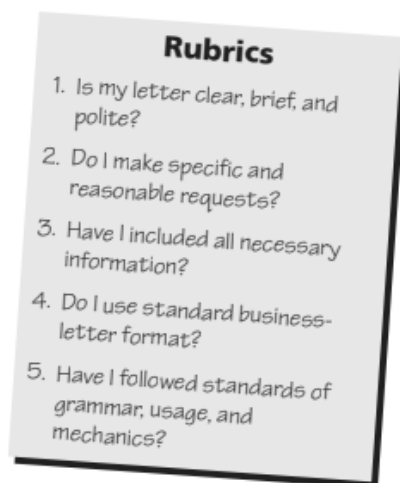 Rubrics
1. Is my letter clear, brief, and
polite?
2. Do I make specific and
reasonable requests?
3. Have I included all necessary
information?
4. Do I use standard business-
letter format?
5. Have I followed standards of
grammar, usage, and
mechanics?